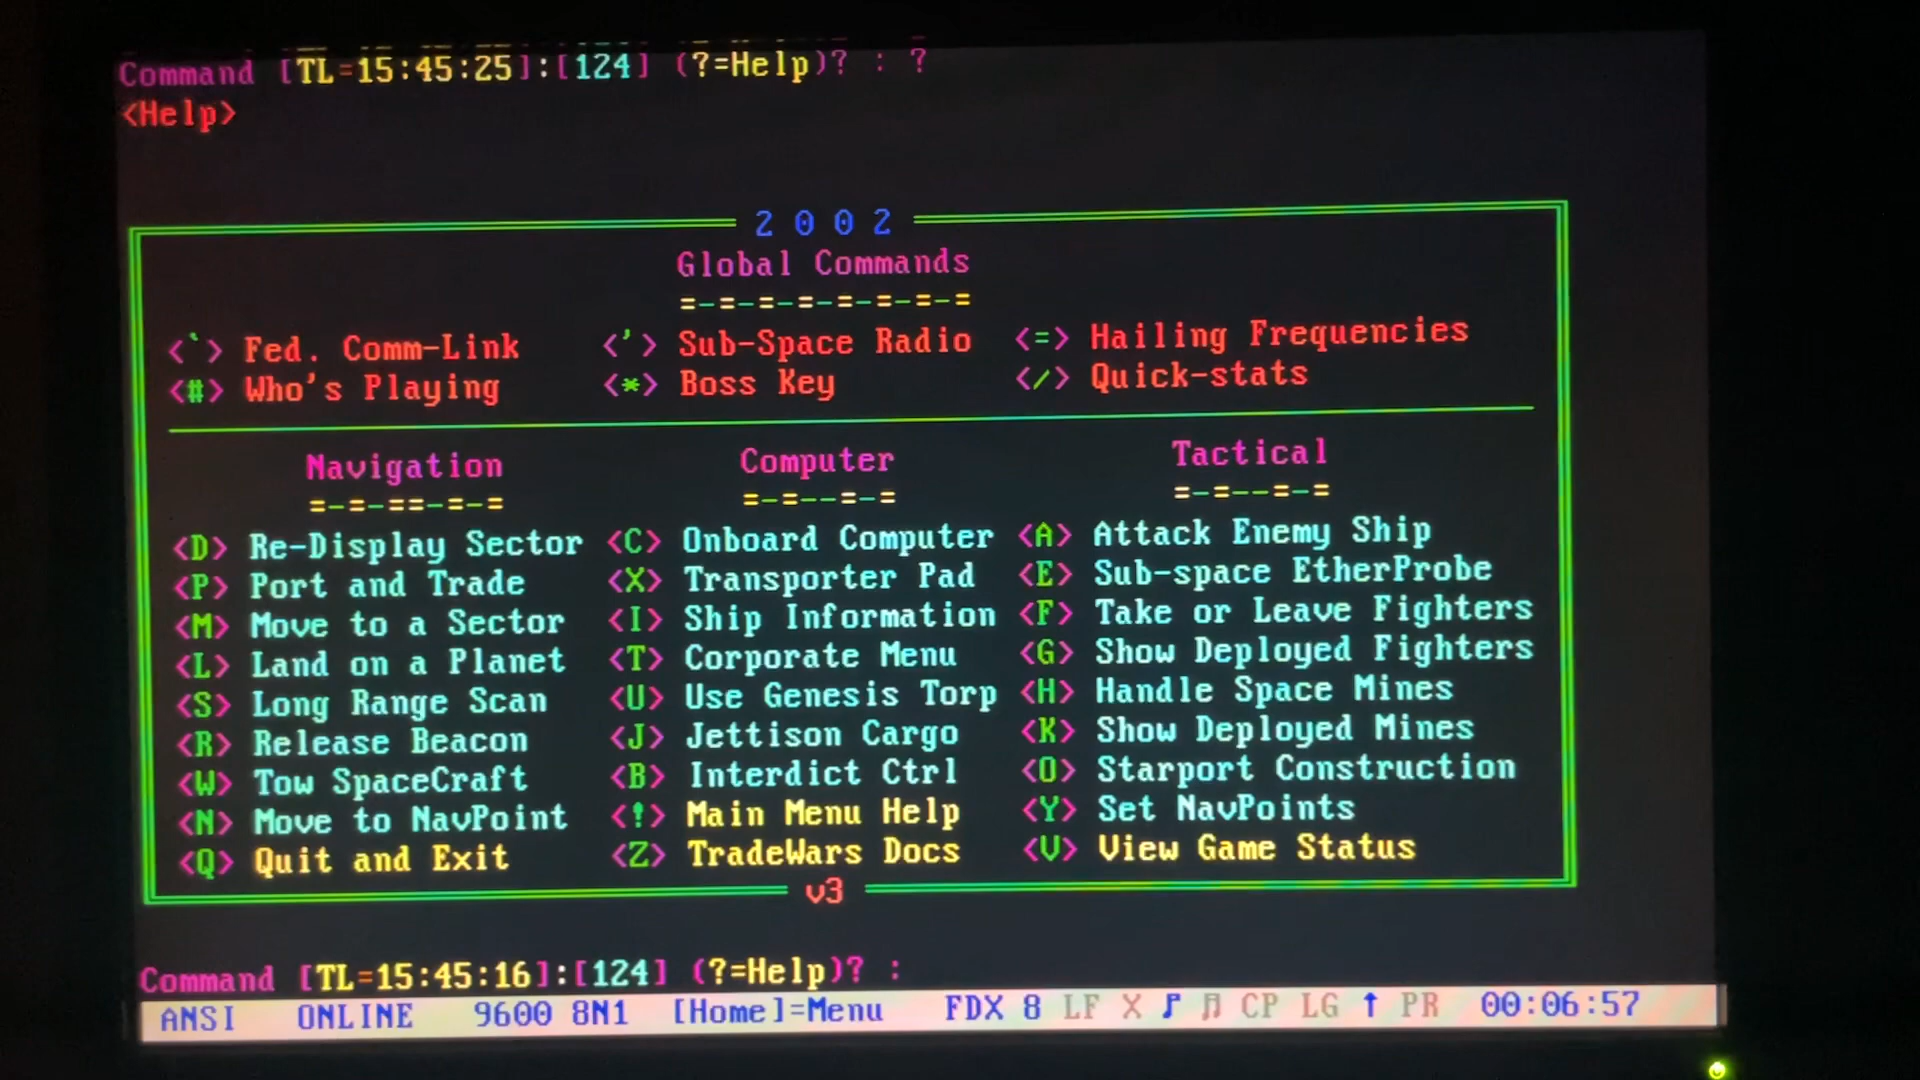 Command [TL=15:45:25]:[124] (?=Help)? : ?
<Help>
2 0 0 2
Global Commands
=-=-=-=-=-=-=-=
<`> Fed. Comm-Link <'> Sub-Space Radio <=> Hailing Frequencies
<#> Who's Playing <*> Boss Key </> Quick-stats
Navigation Computer Tactical
=-=-==-=-= =-=--=-= =-=--=-=
<D> Re-Display Sector <C> Onboard Computer <A> Attack Enemy Ship
<P> Port and Trade <X> Transporter Pad <E> Sub-space EtherProbe
<M> Move to a Sector <I> Ship Information <F> Take or Leave Fighters
<L> Land on a Planet <T> Corporate Menu <G> Show Deployed Fighters
<S> Long Range Scan <U> Use Genesis Torp <H> Handle Space Mines
<R> Release Beacon <J> Jettison Cargo <K> Show Deployed Mines
<W> Tow SpaceCraft <B> Interdict Ctrl <O> Starport Construction
<N> Move to NavPoint <!> Main Menu Help <Y> Set NavPoints
<Q> Quit and Exit <Z> TradeWars Docs <V> View Game Status
v3
Command [TL=15:45:16]:[124] (?=Help)? :
ANSI ONLINE 9600 8N1 [Home]=Menu FDX 8 LF X ♪ ♫ CP LG ↑ PR 00:06:57